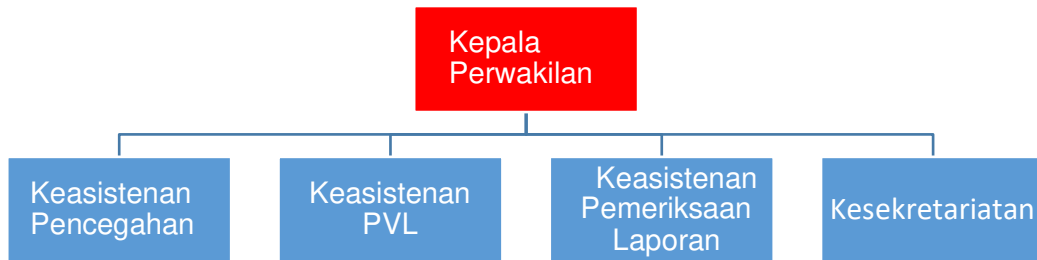 Kepala
Perwakilan
Keasistenan
Pencegahan
Keasistenan
PVL
Keasistenan
Pemeriksaan
Laporan
Kesekretariatan